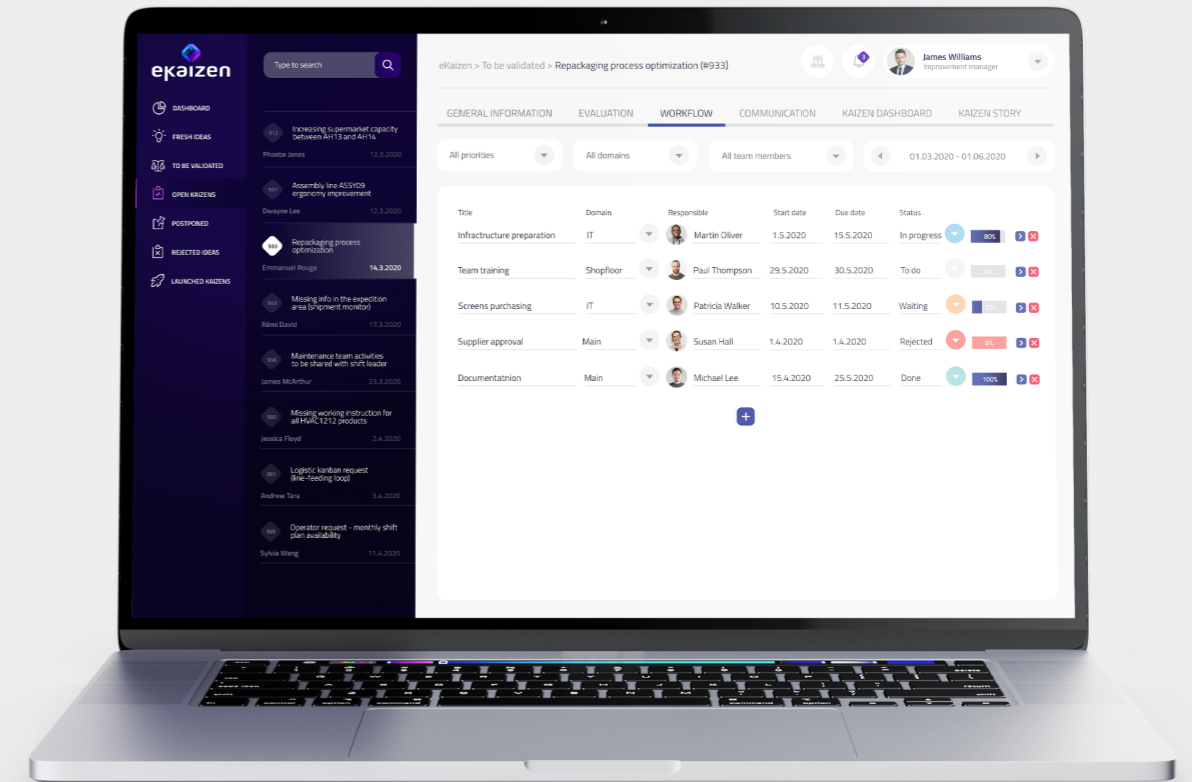 ekaizen
DASHBOARD
FRESH IDEAS
TO BE VALIDATED
OPEN KAIZENS
POSTPONED
REJECTED IDEAS
LAUNCHED KAIZENS
Type to search
Increasing supermarket capacity
between AH13 and AH14
Phoebe Jones 12.3.2020
Assembly line ASSY09
ergonomy improvement
Dwayne Lee 12.3.2020
993
Repackaging process
optimization
Emmanuel Rouge 14.3.2020
Missing info in the expedition
area (shipment monitor)
Rémi David 17.3.2020
Maintenance team activities
to be shared with shift leader
James McArthur 23.3.2020
Missing working instruction for
all HVAC1212 products
Jessica Floyd 2.4.2020
Logistic kanban request
(line-feeding loop)
Andrew Tara 3.4.2020
Operator request - monthly shift
plan availability
Sylvie Wang 11.4.2020
eKaizen > To be validated > Repackaging process optimization (#933)
James Williams
Improvement manager
GENERAL INFORMATION EVALUATION WORKFLOW COMMUNICATION KAIZEN DASHBOARD KAIZEN STORY
All priorities All domains All team members 01.03.2020 - 01.06.2020
Title Domain Responsible Start date Due date Status
Infractructure preparation IT Martin Oliver 1.5.2020 15.5.2020 In progress 80%
Team training Shopfloor Paul Thompson 29.5.2020 30.5.2020 To do 0%
Screens purchasing IT Patricia Walker 10.5.2020 11.5.2020 Waiting
Supplier approval Main Susan Hall 1.4.2020 1.4.2020 Rejected 0%
Documentatnion Main Michael Lee 15.4.2020 25.5.2020 Done 100%
+